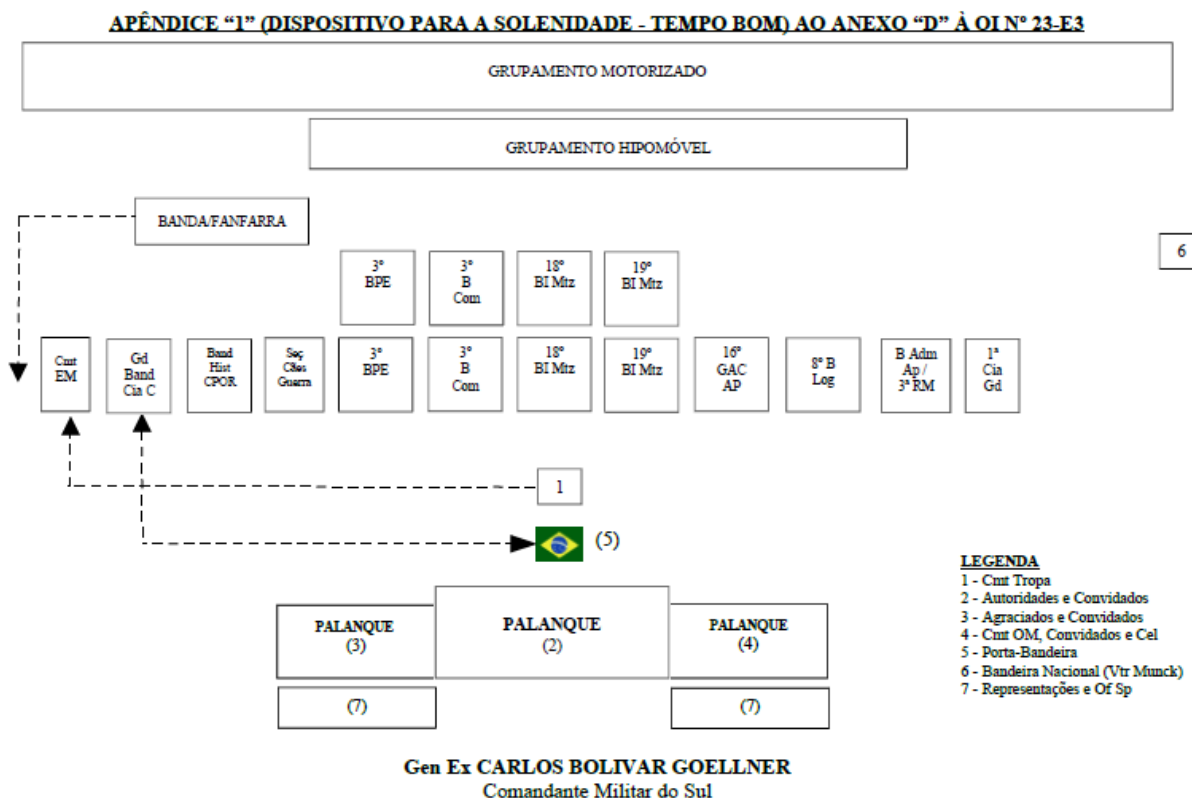 APÊNDICE “1” (DISPOSITIVO PARA A SOLENIDADE - TEMPO BOM) AO ANEXO “D” À OI Nº 23-E3
GRUPAMENTO MOTORIZADO
GRUPAMENTO HIPOMÓVEL
BANDA/FANFARRA
6
3º
BPE
3º
B
Com
18º
BI Mtz
19º
BI Mtz
Cmt
EM
Gd
Band
Cia C
Band
Hist
CPOR
Seç
Cães
Guerra
3º
BPE
3º
B
Com
18º
BI Mtz
19º
BI Mtz
16º
GAC
AP
8º B
Log
B Adm
Ap /
3ª RM
1ª
Cia
Gd
1
(5)
PALANQUE
(3)
PALANQUE
(2)
PALANQUE
(4)
(7)
(7)
LEGENDA
1 - Cmt Tropa
2 - Autoridades e Convidados
3 - Agraciados e Convidados
4 - Cmt OM, Convidados e Cel
5 - Porta-Bandeira
6 - Bandeira Nacional (Vtr Munck)
7 - Representações e Of Sp
Gen Ex CARLOS BOLIVAR GOELLNER
Comandante Militar do Sul